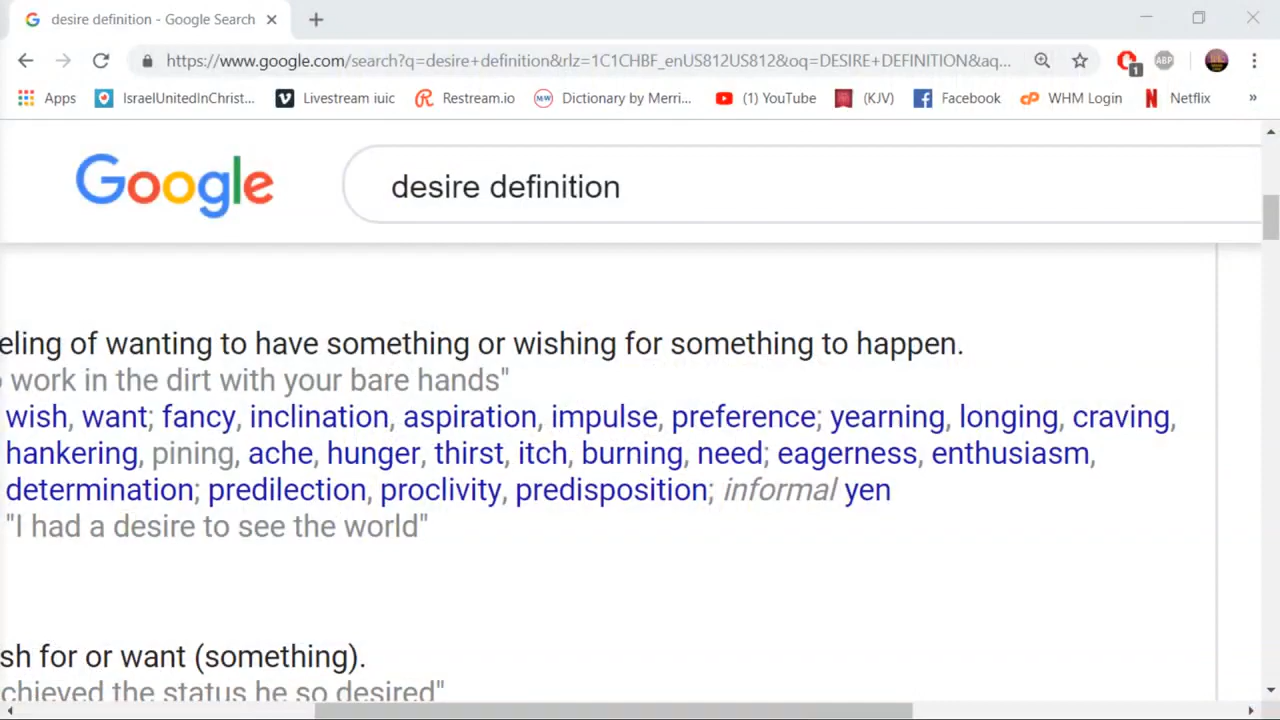 desire definition - Google Search
https://www.google.com/search?q=desire+definition&rlz=1C1CHBF_enUS812US812&oq=DESIRE+DEFINITION&aq...
1
ABP
Apps IsraelUnitedInChrist... Livestream iuic Restream.io Dictionary by Merri... (1) YouTube (KJV) Facebook WHM Login Netflix »
Google desire definition
eling of wanting to have something or wishing for something to happen.
work in the dirt with your bare hands"
wish, want; fancy, inclination, aspiration, impulse, preference; yearning, longing, craving,
hankering, pining, ache, hunger, thirst, itch, burning, need; eagerness, enthusiasm,
determination; predilection, proclivity, predisposition; informal yen
"I had a desire to see the world"
sh for or want (something).
chieved the status he so desired"